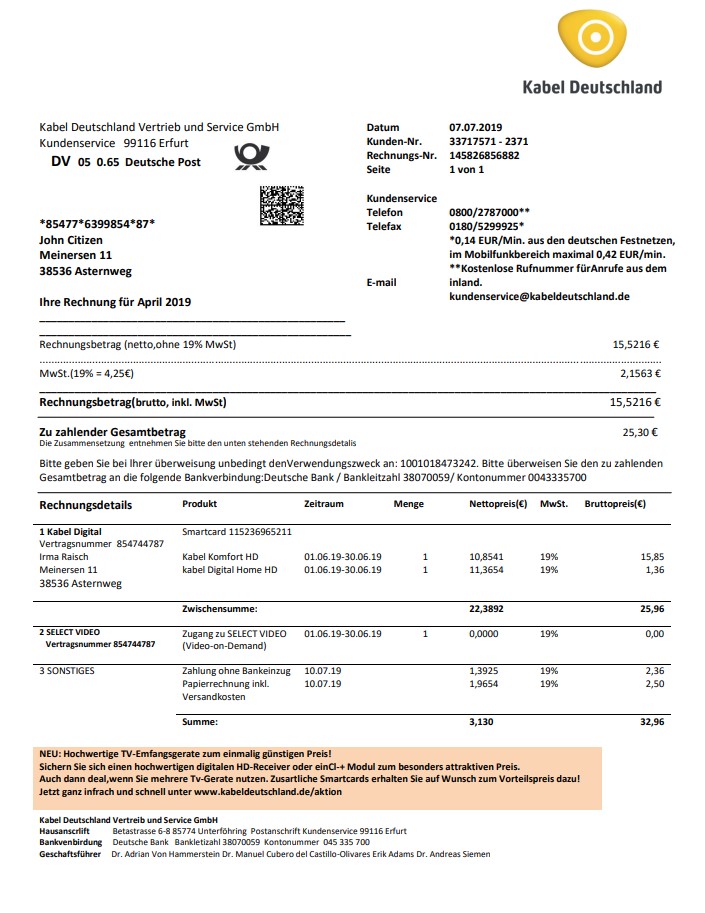 Kabel Deutschland
Kabel Deutschland Vertrieb und Service GmbH
Kundenservice 99116 Erfurt
DV 05 0.65 Deutsche Post
Datum 07.07.2019
Kunden-Nr. 33717571 - 2371
Rechnungs-Nr. 145826856882
Seite 1 von 1
Kundenservice
Telefon 0800/2787000**
Telefax 0180/5299925*
*0,14 EUR/Min. aus den deutschen Festnetzen,
im Mobilfunkbereich maximal 0,42 EUR/min.
**Kostenlose Rufnummer fürAnrufe aus dem
E-mail inland.
kundenservice@kabeldeutschland.de
*85477*6399854*87*
John Citizen
Meinersen 11
38536 Asternweg
Ihre Rechnung für April 2019
Rechnungsbetrag (netto,ohne 19% MwSt) 15,5216 €
MwSt.(19% = 4,25€) 2,1563 €
Rechnungsbetrag(brutto, inkl. MwSt) 15,5216 €
Zu zahlender Gesamtbetrag 25,30 €
Die Zusammensetzung entnehmen Sie bitte den unten stehenden Rechnungsdetalis
Bitte geben Sie bei Ihrer überweisung unbedingt denVerwendungszweck an: 1001018473242. Bitte überweisen Sie den zu zahlenden
Gesamtbetrag an die folgende Bankverbindung:Deutsche Bank / Bankleitzahl 38070059/ Kontonummer 0043335700
Rechnungsdetails Produkt Zeitraum Menge Nettopreis(€) MwSt. Bruttopreis(€)
1 Kabel Digital Smartcard 115236965211
Vertragsnummer 854744787
Irma Raisch Kabel Komfort HD 01.06.19-30.06.19 1 10,8541 19% 15,85
Meinersen 11 kabel Digital Home HD 01.06.19-30.06.19 1 11,3654 19% 1,36
38536 Asternweg
Zwischensumme: 22,3892 25,96
2 SELECT VIDEO Zugang zu SELECT VIDEO 01.06.19-30.06.19 1 0,0000 19% 0,00
Vertragsnummer 854744787 (Video-on-Demand)
3 SONSTIGES Zahlung ohne Bankeinzug 10.07.19 1,3925 19% 2,36
Papierrechnung inkl. 10.07.19 1,9654 19% 2,50
Versandkosten
Summe: 3,130 32,96
NEU: Hochwertige TV-Emfangsgerate zum einmalig günstigen Preis!
Sichern Sie sich einen hochwertigen digitalen HD-Receiver oder einCl-+ Modul zum besonders attraktiven Preis.
Auch dann deal,wenn Sie mehrere Tv-Gerate nutzen. Zusartliche Smartcards erhalten Sie auf Wunsch zum Vorteilspreis dazu!
Jetzt ganz infrach und schnell unter www.kabeldeutschland.de/aktion
Kabel Deutschland Vertreib und Service GmbH
Hausanscrlift Betastrasse 6-8 85774 Unterföhring Postanschrift Kundenservice 99116 Erfurt
Bankvenbirdung Deutsche Bank Bankletizahl 38070059 Kontonummer 045 335 700
Geschaftsführer Dr. Adrian Von Hammerstein Dr. Manuel Cubero del Castillo-Olivares Erik Adams Dr. Andreas Siemen